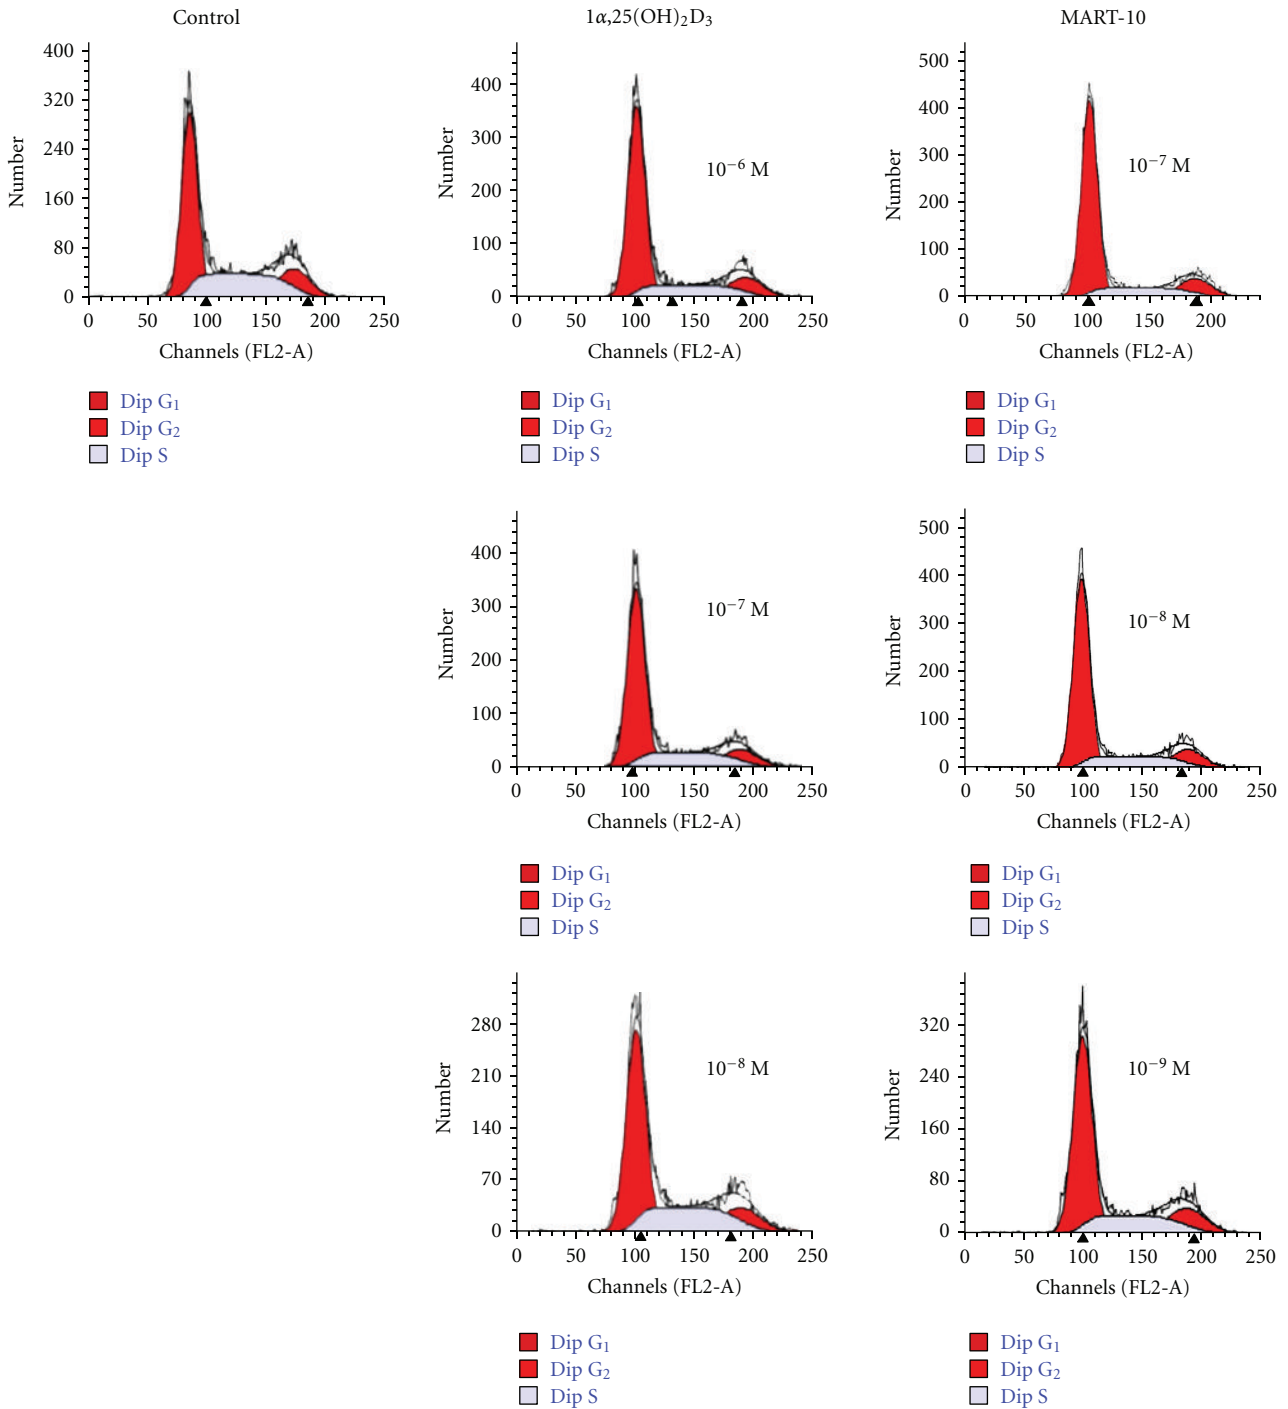 Control
400
320
240
160
80
0
Number
0 50 100 150 200 250
Channels (FL2-A)
Dip G₁
Dip G₂
Dip S
1α,25(OH)₂D₃
400
300
200
100
0
Number
10⁻⁶ M
0 50 100 150 200 250
Channels (FL2-A)
Dip G₁
Dip G₂
Dip S
MART-10
500
400
300
200
100
0
Number
10⁻⁷ M
0 50 100 150 200
Channels (FL2-A)
Dip G₁
Dip G₂
Dip S
400
300
200
100
0
Number
10⁻⁷ M
0 50 100 150 200 250
Channels (FL2-A)
Dip G₁
Dip G₂
Dip S
500
400
300
200
100
0
Number
10⁻⁸ M
0 50 100 150 200 250
Channels (FL2-A)
Dip G₁
Dip G₂
Dip S
280
210
140
70
0
Number
10⁻⁸ M
0 50 100 150 200 250
Channels (FL2-A)
Dip G₁
Dip G₂
Dip S
320
240
160
80
0
Number
10⁻⁹ M
0 50 100 150 200 250
Channels (FL2-A)
Dip G₁
Dip G₂
Dip S